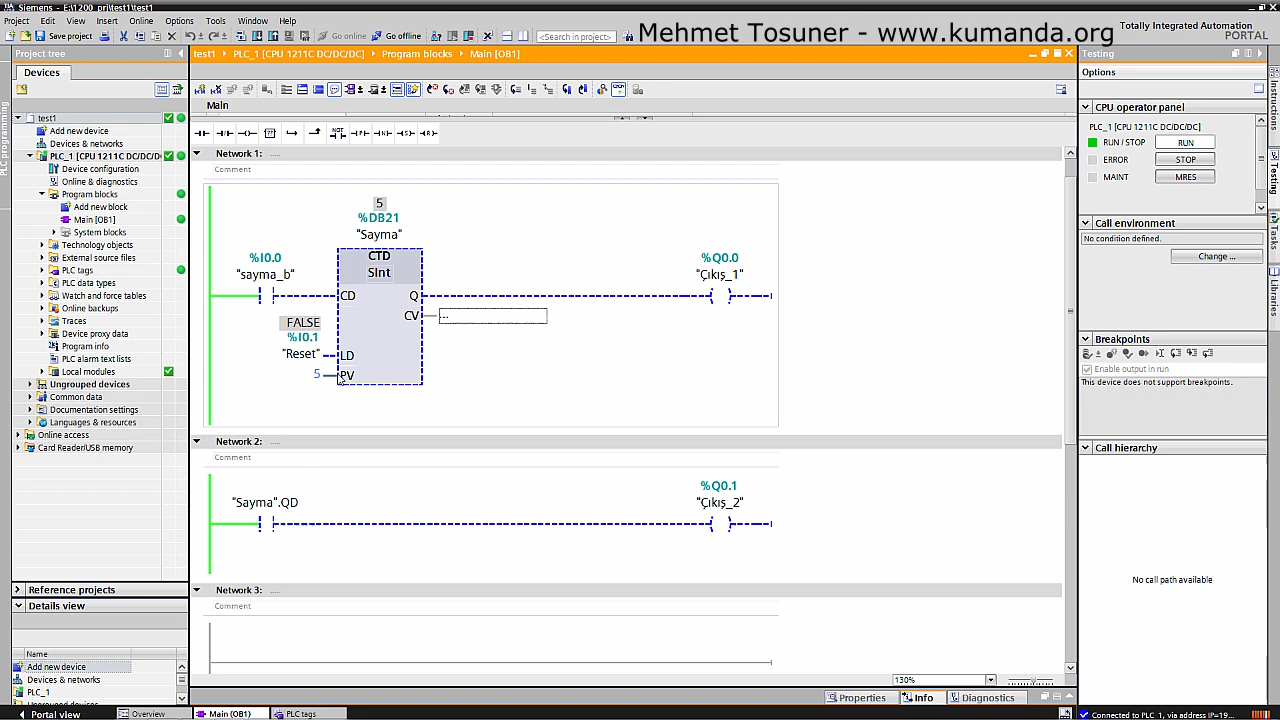 Siemens - E:\1200_prj\test1\test1
Mehmet Tosuner - www.kumanda.org
Project Edit View Insert Online Options Tools Window Help
Totally Integrated Automation
PORTAL
Save project
Go online
Go offline
<Search in project>
Project tree
test1 PLC_1 [CPU 1211C DC/DC/DC] Program blocks Main [OB1]
Testing
Devices
Options
Main
CPU operator panel
PLC_1 [CPU 1211C DC/DC/DC]
RUN / STOP RUN
ERROR STOP
MAINT MRES
Call environment
No condition defined.
Change ...
Breakpoints
Enable output in run
This device does not support breakpoints.
Call hierarchy
No call path available
PLC programming
Instructions
Testing
Tasks
Libraries
test1
Add new device
Devices & networks
PLC_1 [CPU 1211C DC/DC/D
Device configuration
Online & diagnostics
Program blocks
Add new block
Main [OB1]
System blocks
Technology objects
External source files
PLC tags
PLC data types
Watch and force tables
Online backups
Traces
Device proxy data
Program info
PLC alarm text lists
Local modules
Ungrouped devices
Common data
Documentation settings
Languages & resources
Online access
Card Reader/USB memory
Reference projects
Details view
Name
Add new device
Devices & networks
PLC_1
Network 1: .....
Comment
5
%DB21
"Sayma"
CTD
SInt
%I0.0
"sayma_b"
CD
Q
CV
...
%Q0.0
"Çıkış_1"
FALSE
%I0.1
"Reset"
LD
5
PV
Network 2: .....
Comment
"Sayma".QD
%Q0.1
"Çıkış_2"
Network 3: .....
Comment
130%
Properties Info Diagnostics
Portal view Overview Main (OB1) PLC tags
Connected to PLC_1, via address IP=19...